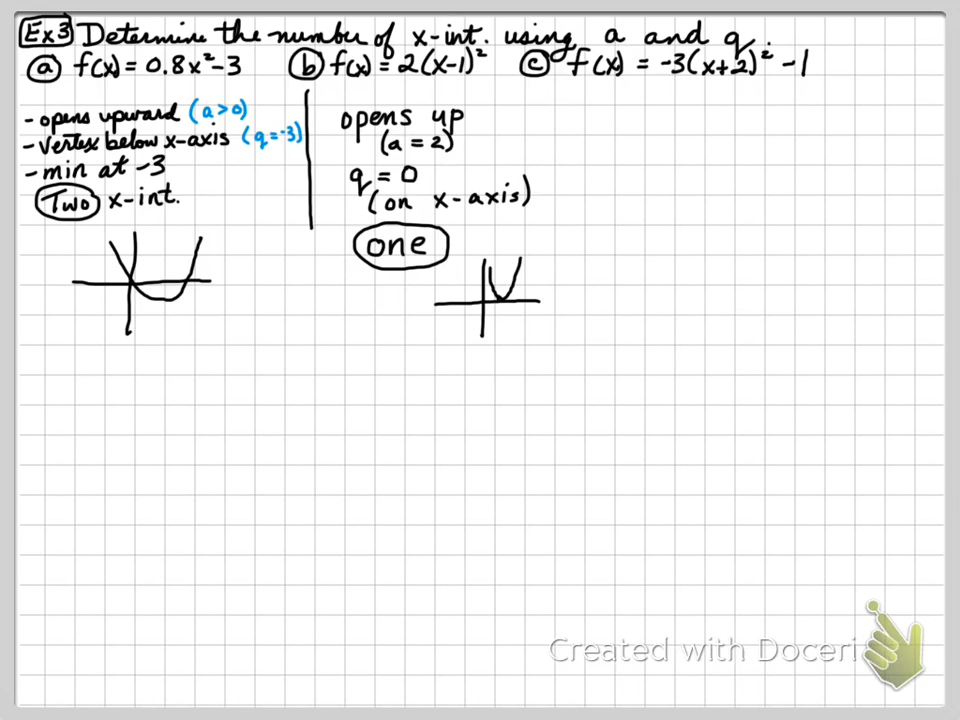 Ex3 Determine the number of x-int. using a and q.
(a) f(x) = 0.8x²-3 (b) f(x) = 2(x-1)² (c) f(x) = -3(x+2)² -1
- opens upward (a>0)
- vertex below x-axis (q=-3)
- min at -3
Two x-int.
opens up
(a = 2)
q = 0
(on x-axis)
one
Created with Doceri